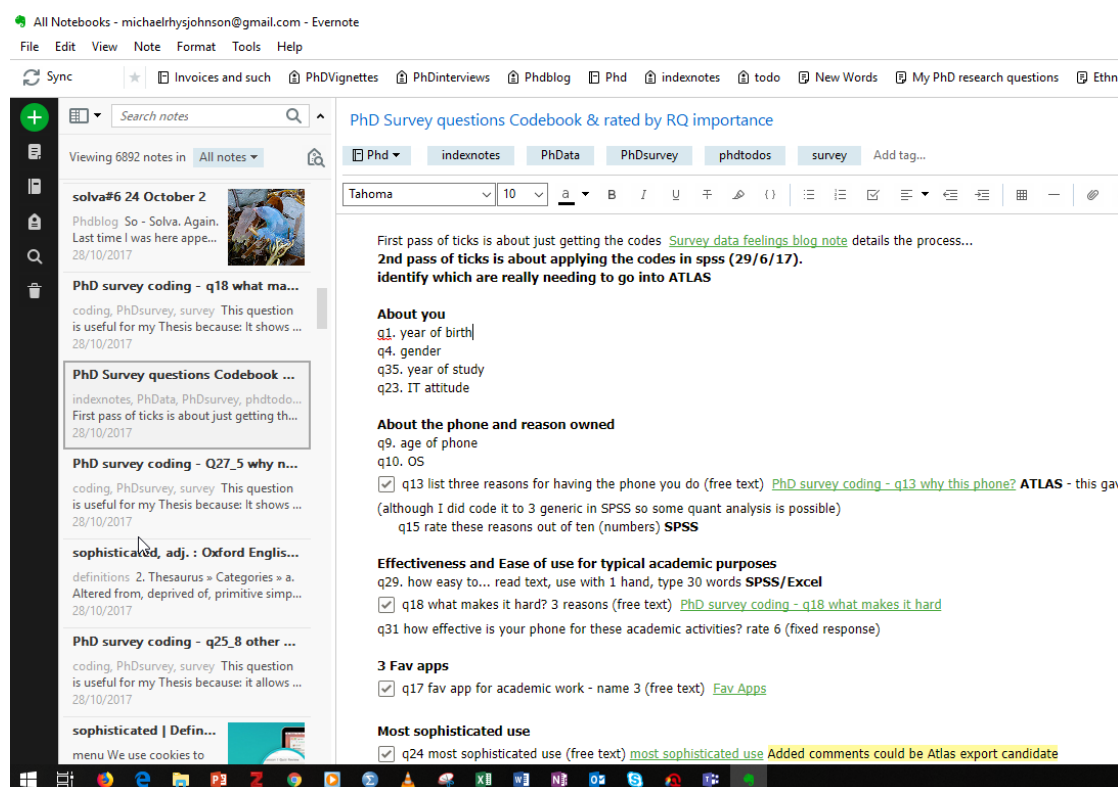 All Notebooks - michaelrhysjohnson@gmail.com - Evernote
File Edit View Note Format Tools Help
Sync Invoices and such PhDVignettes PhDinterviews Phdblog Phd indexnotes todo New Words My PhD research questions Ethn
Search notes
Viewing 6892 notes in All notes
solva#6 24 October 2
Phdblog So - Solva. Again.
Last time I was here appe...
28/10/2017
PhD survey coding - q18 what ma...
coding, PhDsurvey, survey This question
is useful for my Thesis because: It shows ...
28/10/2017
PhD Survey questions Codebook ...
indexnotes, PhData, PhDsurvey, phdtodo...
First pass of ticks is about just getting th...
28/10/2017
PhD survey coding - Q27_5 why n...
coding, PhDsurvey, survey This question
is useful for my Thesis because: It shows ...
28/10/2017
sophisticated, adj. : Oxford Englis...
definitions 2. Thesaurus » Categories » a.
Altered from, deprived of, primitive simp...
28/10/2017
PhD survey coding - q25_8 other ...
coding, PhDsurvey, survey This question
is useful for my Thesis because: it allows ...
28/10/2017
sophisticated | Defin...
menu We use cookies to
PhD Survey questions Codebook & rated by RQ importance
Phd indexnotes PhData PhDsurvey phdtodos survey Add tag...
Tahoma 10 a B I U T {}
First pass of ticks is about just getting the codes Survey data feelings blog note details the process...
2nd pass of ticks is about applying the codes in spss (29/6/17).
identify which are really needing to go into ATLAS
About you
q1. year of birth
q4. gender
q35. year of study
q23. IT attitude
About the phone and reason owned
q9. age of phone
q10. OS
q13 list three reasons for having the phone you do (free text) PhD survey coding - q13 why this phone? ATLAS - this gav
(although I did code it to 3 generic in SPSS so some quant analysis is possible)
q15 rate these reasons out of ten (numbers) SPSS
Effectiveness and Ease of use for typical academic purposes
q29. how easy to... read text, use with 1 hand, type 30 words SPSS/Excel
q18 what makes it hard? 3 reasons (free text) PhD survey coding - q18 what makes it hard
q31 how effective is your phone for these academic activities? rate 6 (fixed response)
3 Fav apps
q17 fav app for academic work - name 3 (free text) Fav Apps
Most sophisticated use
q24 most sophisticated use (free text) most sophisticated use Added comments could be Atlas export candidate